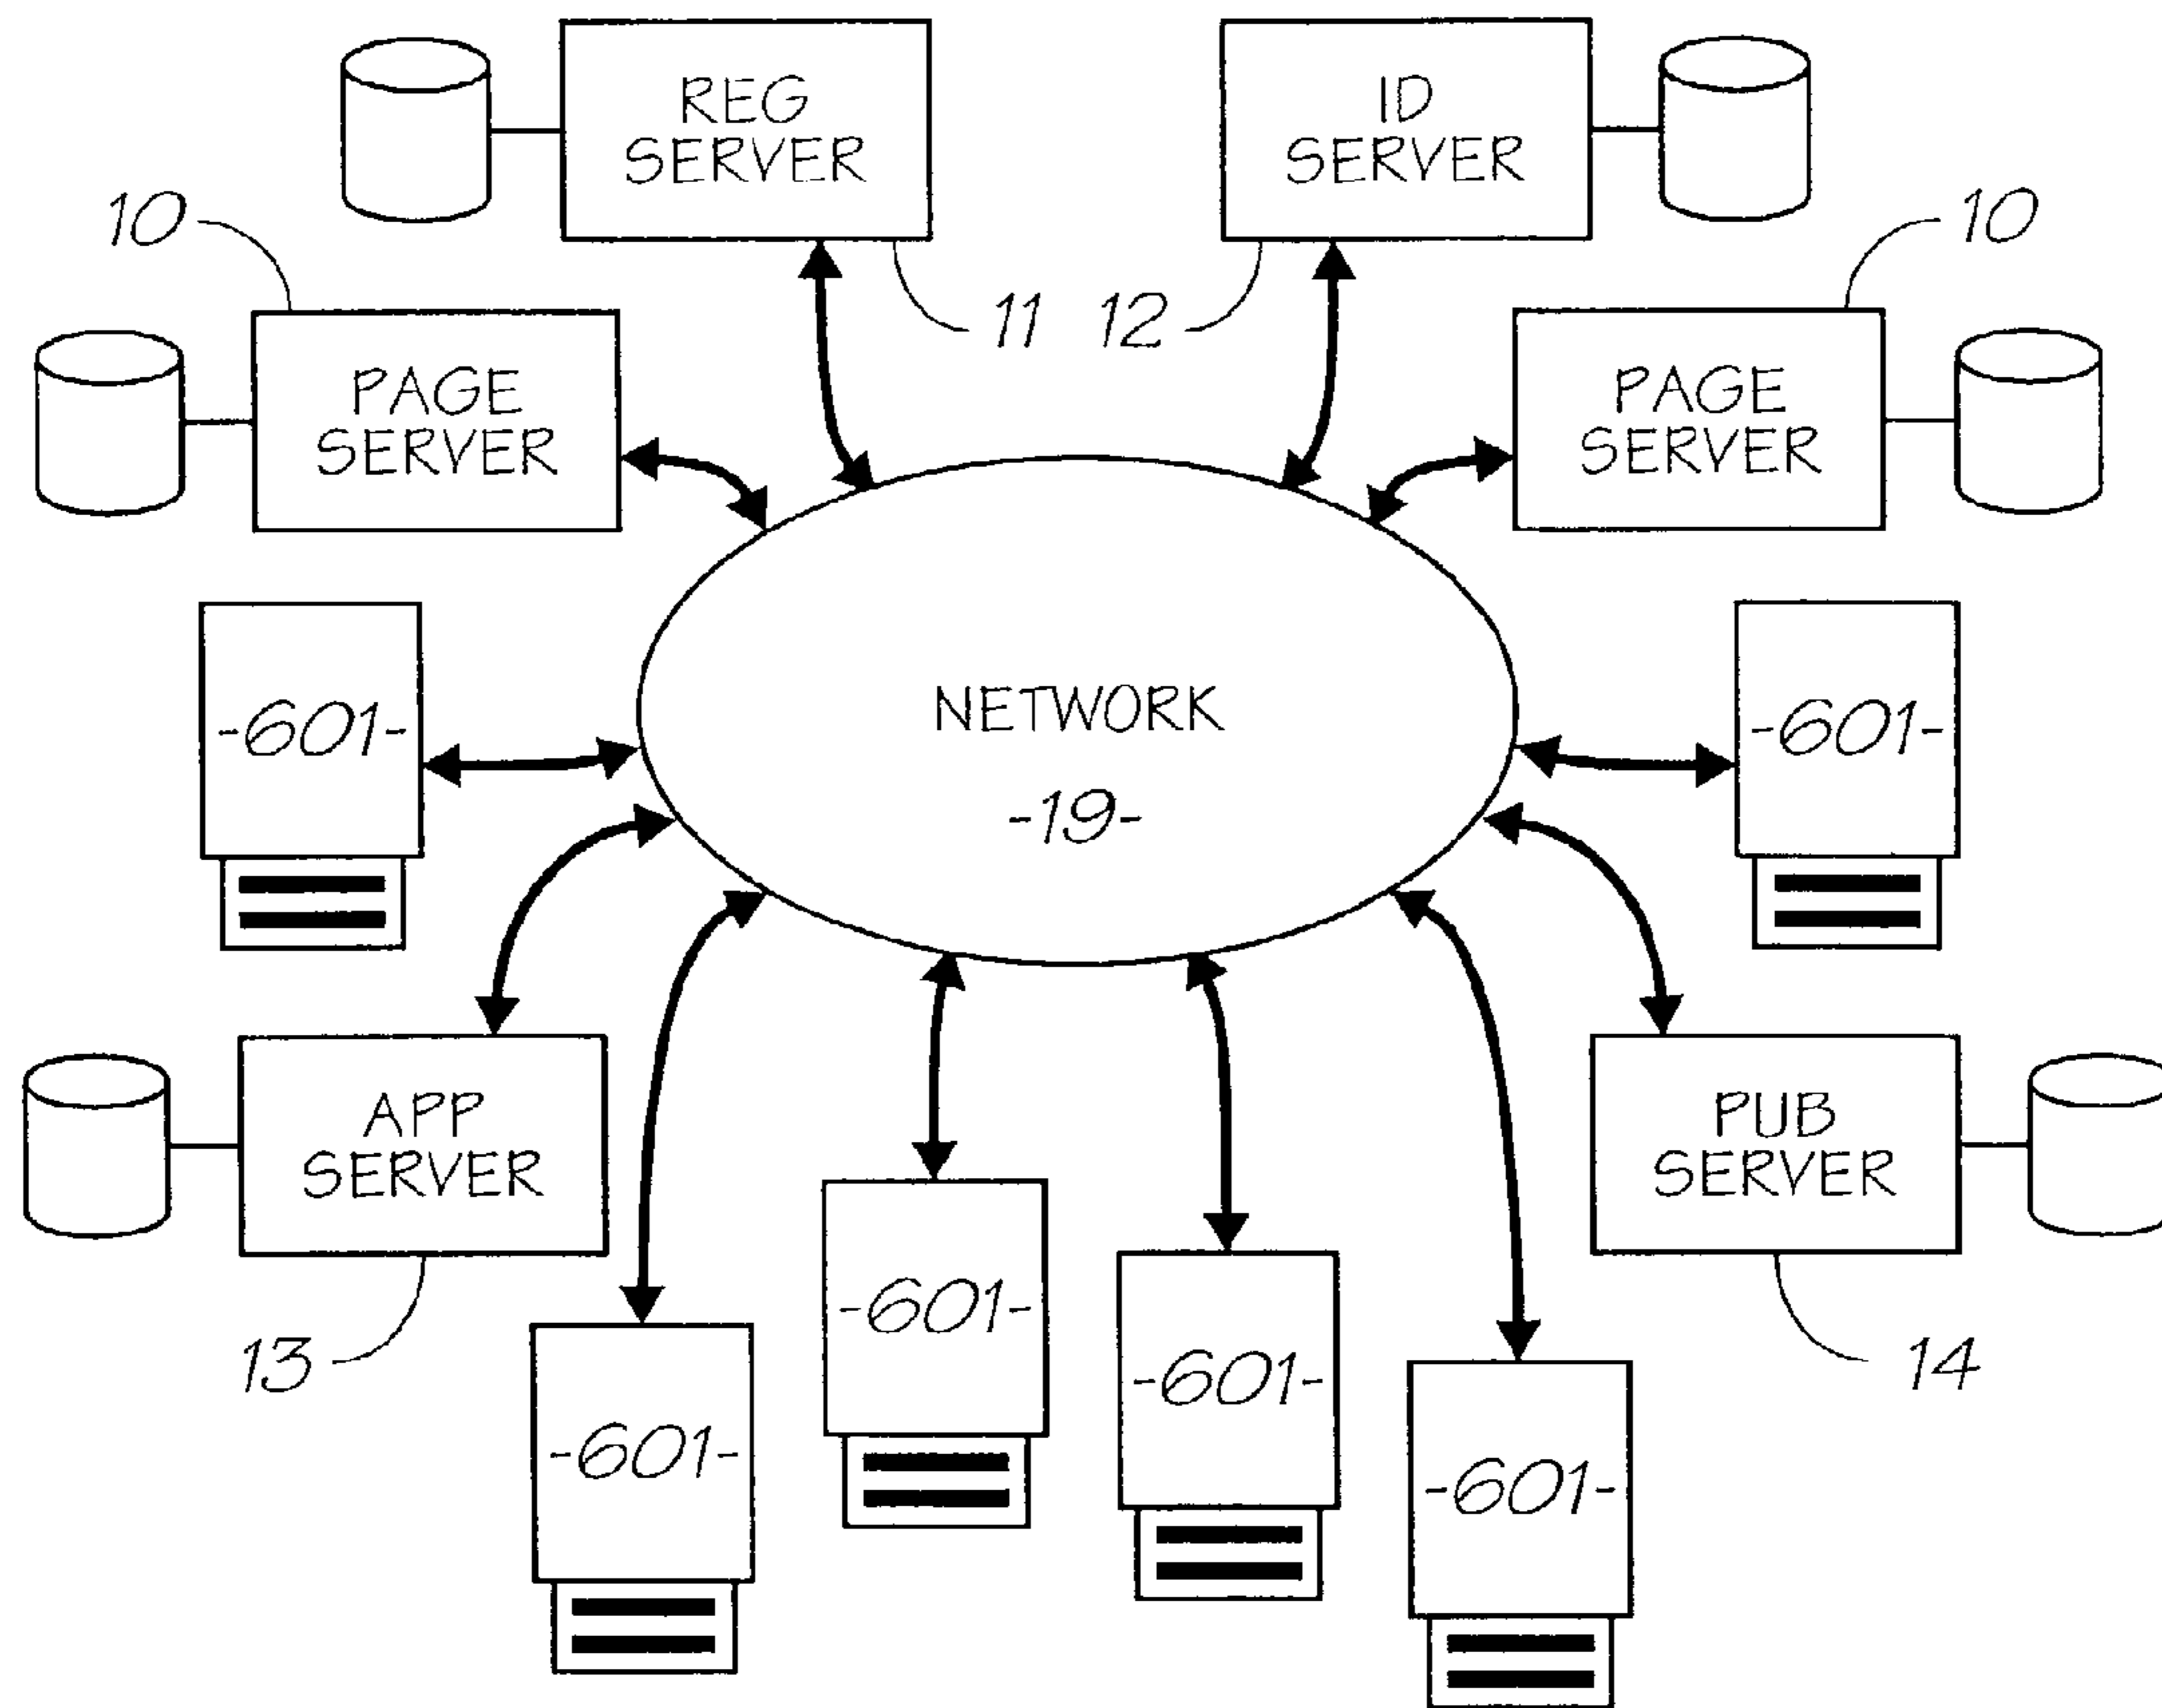 REG
SERVER
ID
SERVER
10
10
11
12
PAGE
SERVER
PAGE
SERVER
-601-
NETWORK
-19-
-601-
APP
SERVER
PUB
SERVER
13
-601-
-601-
-601-
-601-
14